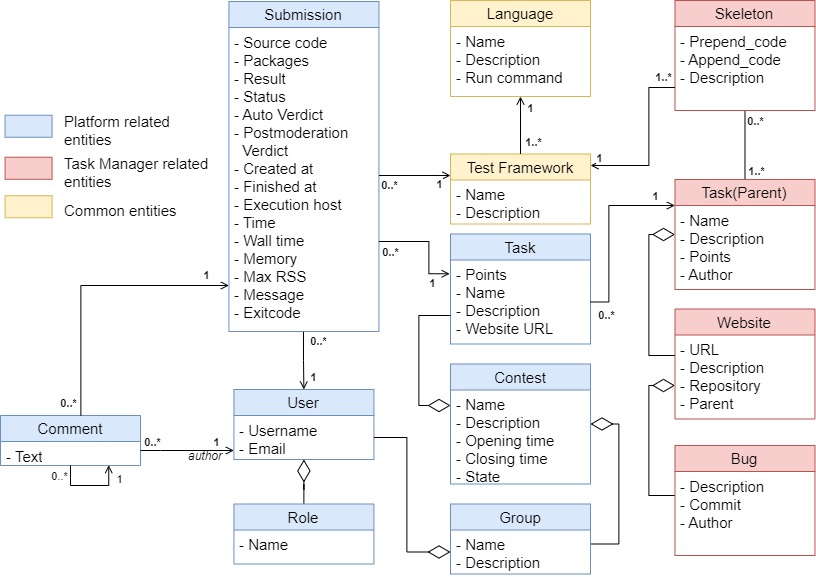 Submission
- Source code
- Packages
- Result
- Status
- Auto Verdict
- Postmoderation
Verdict
- Created at
- Finished at
- Execution host
- Time
- Wall time
- Memory
- Max RSS
- Message
- Exitcode
Language
- Name
- Description
- Run command
Skeleton
- Prepend_code
- Append_code
- Description
Platform related
entities
Task Manager related
entities
Common entities
1
1..*
Test Framework
- Name
- Description
1..*
1
0..*
1..*
0..*
1
0..*
1
Task
- Points
- Name
- Description
- Website URL
1
0..*
Task(Parent)
- Name
- Description
- Points
- Author
Website
- URL
- Description
- Repository
- Parent
Contest
- Name
- Description
- Opening time
- Closing time
- State
Bug
- Description
- Commit
- Author
1
0..*
0..*
1
User
- Username
- Email
Comment
- Text
0..*
1
author
0..*
1
Role
- Name
Group
- Name
- Description